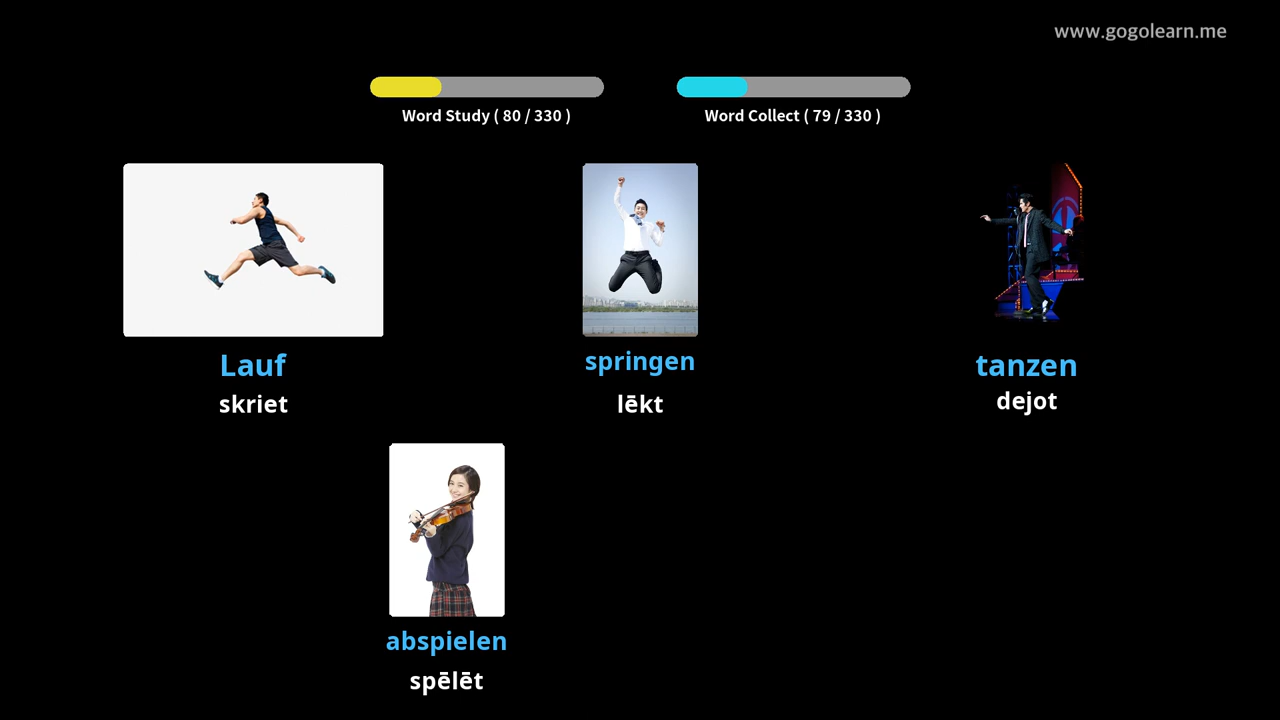 www.gogolearn.me
Word Study ( 80 / 330 )
Word Collect ( 79 / 330 )
Lauf
skriet
springen
lēkt
tanzen
dejot
abspielen
spēlēt